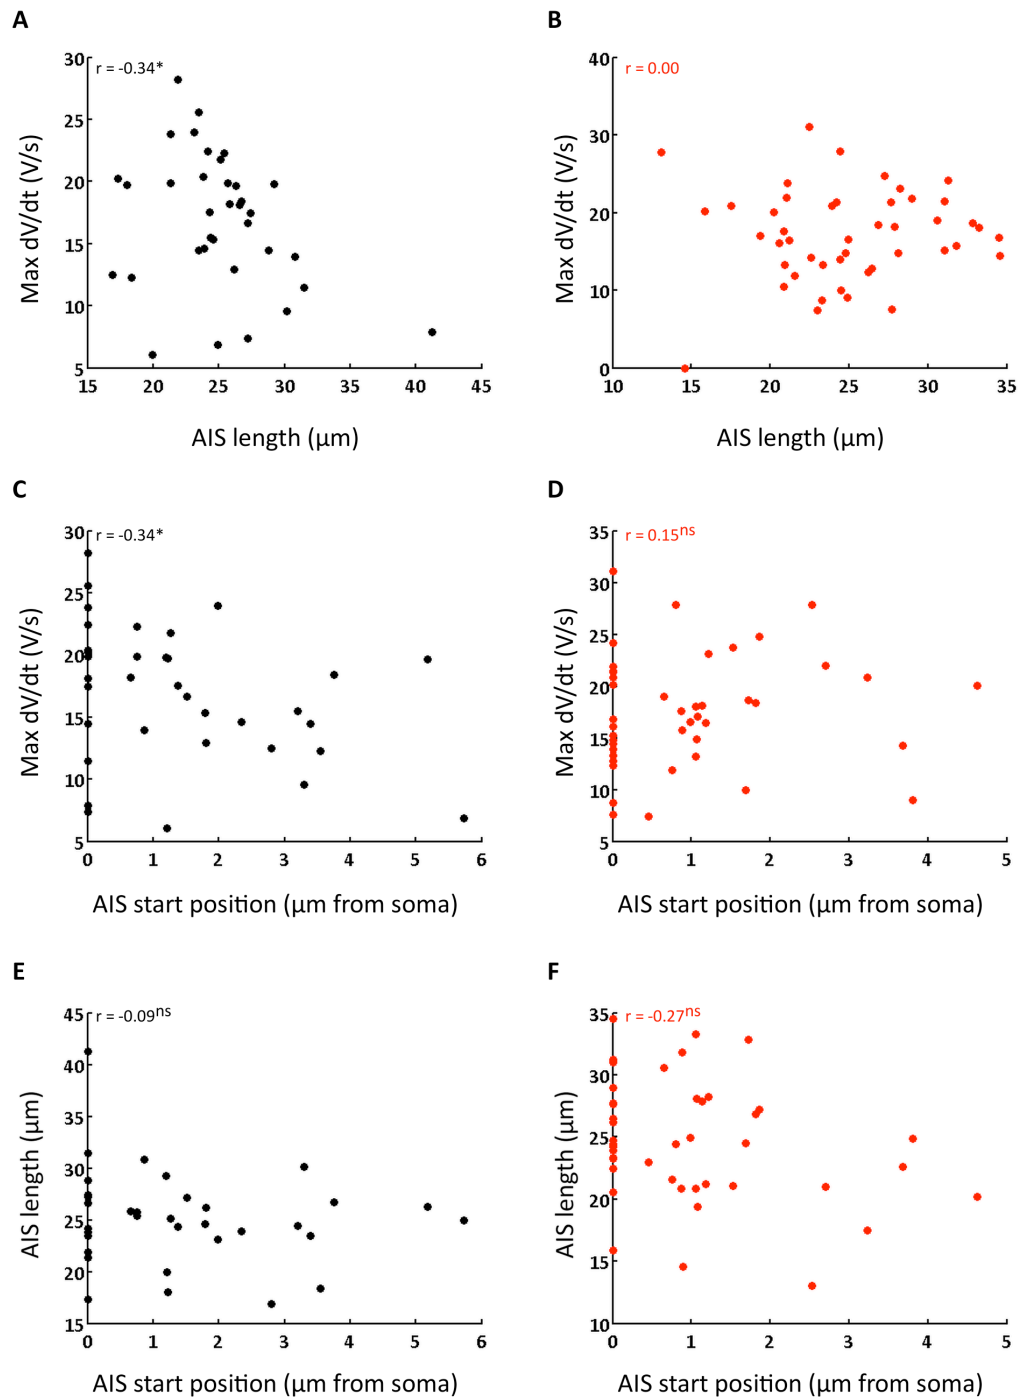 A
r = -0.34*
Max dV/dt (V/s)
30
25
20
15
10
5
15 20 25 30 35 40 45
AIS length (µm)
B
r = 0.00
Max dV/dt (V/s)
40
30
20
10
0
10 15 20 25 30 35
AIS length (µm)
C
r = -0.34*
Max dV/dt (V/s)
30
25
20
15
10
5
0 1 2 3 4 5 6
AIS start position (µm from soma)
D
r = 0.15ns
Max dV/dt (V/s)
35
30
25
20
15
10
5
0 1 2 3 4 5
AIS start position (µm from soma)
E
r = -0.09ns
AIS length (µm)
45
40
35
30
25
20
15
0 1 2 3 4 5 6
AIS start position (µm from soma)
F
r = -0.27ns
AIS length (µm)
35
30
25
20
15
10
0 1 2 3 4 5
AIS start position (µm from soma)